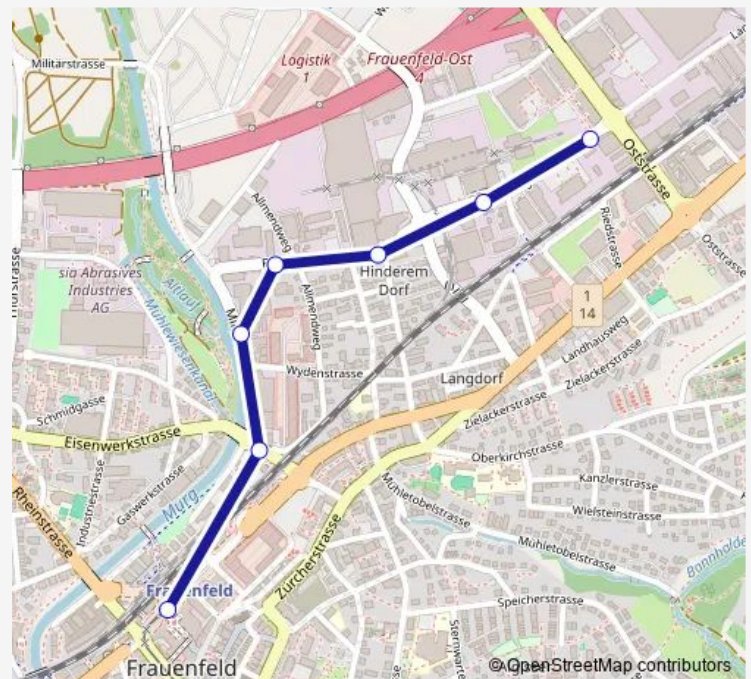 Militärstrasse
Logistik
1
Frauenfeld-Ost
4
Oststrasse
Allmendweg
Riedstrasse
Oststrasse
sia Abrasives
Industries
AG
Altlauf
Mühlewiesenkanal
Thurstrasse
Hinderem
Dorf
Allmendweg
1
14
Landhausweg
Zielackerstrasse
Wydenstrasse
Langdorf
Zielackerstrasse
Schmidgasse
Eisenwerkstrasse
Oberkirchstrasse
Kanzlerstrasse
Industriestrasse
Gaswerkstrasse
Murg
Mühletobelstrasse
Wielsteinstrasse
Rheinstrasse
Mühletobelstrasse
Zürcherstrasse
Speicherstrasse
Frauenfeld
©OpenStreetMap contributors